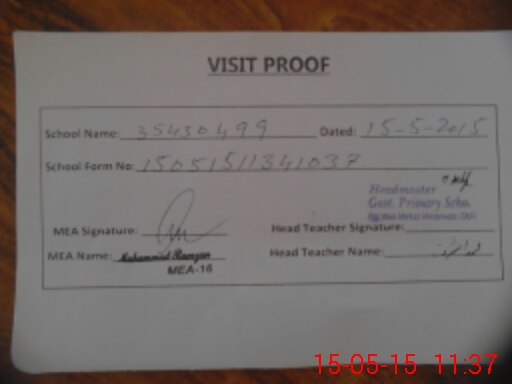 VISIT PROOF
School Name: 35430499 Dated: 15-5-2015
School Form No: 15051511341037
Headmaster
Govt. Primary Scho.
MEA Signature: Head Teacher Signature:
MEA Name: Muhammad Ramzan Head Teacher Name:
MEA-16
15-05-15 11:37